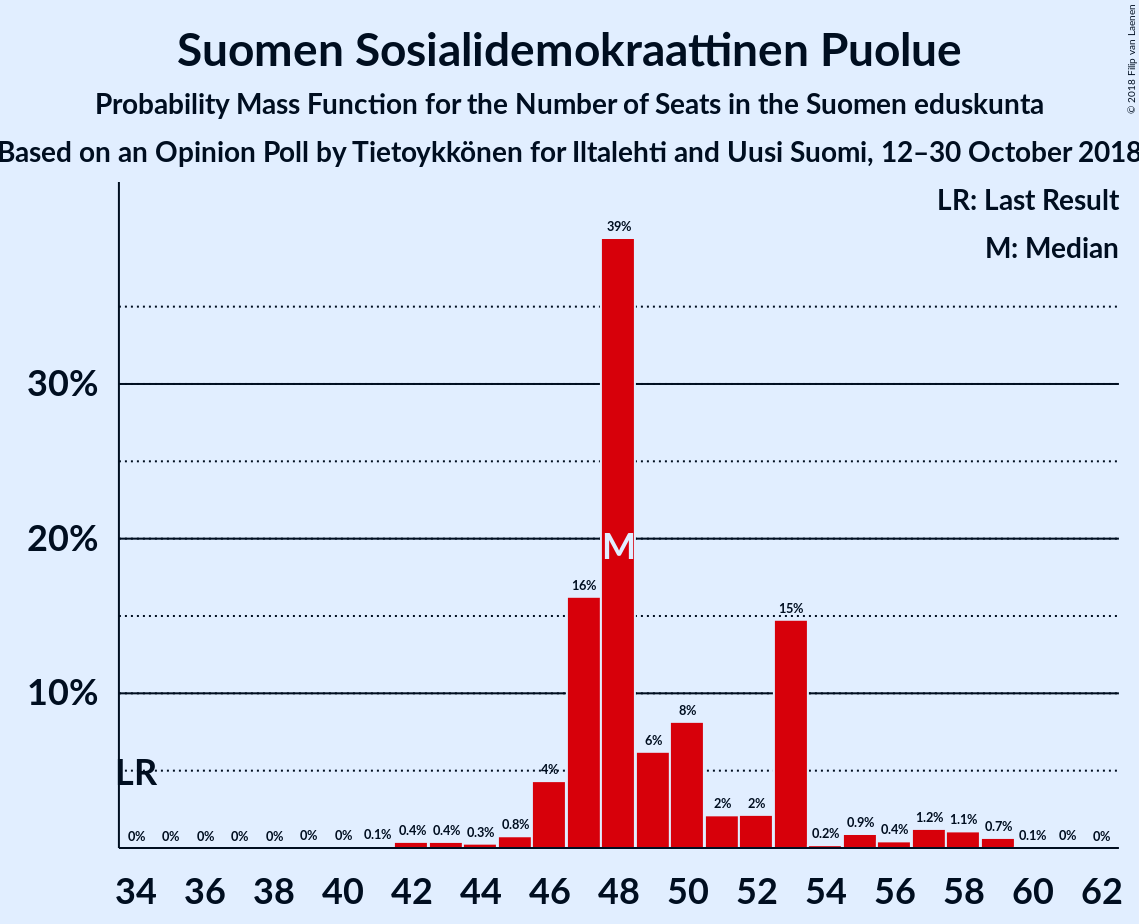 Suomen Sosialidemokraattinen Puolue
Probability Mass Function for the Number of Seats in the Suomen eduskunta
Based on an Opinion Poll by Tietoykkönen for Iltalehti and Uusi Suomi, 12–30 October 2018
© 2018 Filip van Laenen
LR: Last Result
M: Median
39%
30%
20%
M
16%
15%
10%
8%
6%
LR
4%
0% 0% 0% 0% 0% 0% 0% 0.1% 0.4% 0.4% 0.3% 0.8% 2% 2% 0.2% 0.9% 0.4% 1.2% 1.1% 0.7% 0.1% 0% 0%
34 36 38 40 42 44 46 48 50 52 54 56 58 60 62